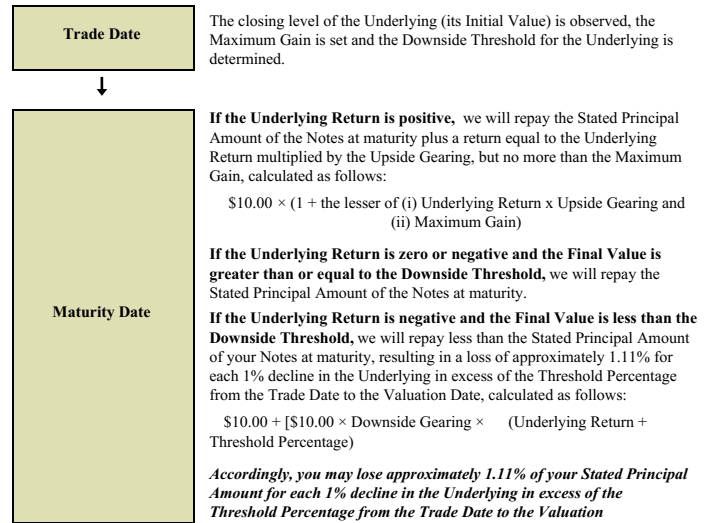 Trade Date
The closing level of the Underlying (its Initial Value) is observed, the
Maximum Gain is set and the Downside Threshold for the Underlying is
determined.
Maturity Date
If the Underlying Return is positive, we will repay the Stated Principal
Amount of the Notes at maturity plus a return equal to the Underlying
Return multiplied by the Upside Gearing, but no more than the Maximum
Gain, calculated as follows:
$10.00 × (1 + the lesser of (i) Underlying Return x Upside Gearing and
(ii) Maximum Gain)
If the Underlying Return is zero or negative and the Final Value is
greater than or equal to the Downside Threshold, we will repay the
Stated Principal Amount of the Notes at maturity.
If the Underlying Return is negative and the Final Value is less than the
Downside Threshold, we will repay less than the Stated Principal Amount
of your Notes at maturity, resulting in a loss of approximately 1.11% for
each 1% decline in the Underlying in excess of the Threshold Percentage
from the Trade Date to the Valuation Date, calculated as follows:
$10.00 + [$10.00 × Downside Gearing × (Underlying Return +
Threshold Percentage)
Accordingly, you may lose approximately 1.11% of your Stated Principal
Amount for each 1% decline in the Underlying in excess of the
Threshold Percentage from the Trade Date to the Valuation